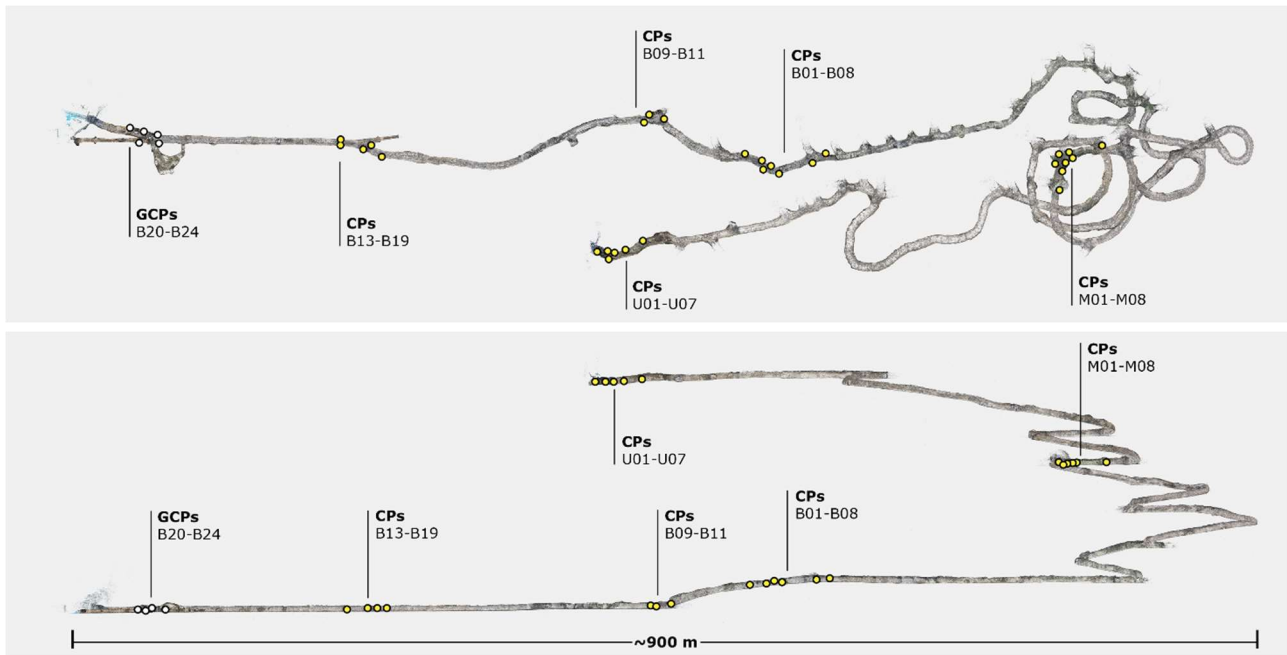 CPs
B09-B11
CPs
B01-B08
GCPs
B20-B24
CPs
B13-B19
CPs
U01-U07
CPs
M01-M08
CPs
M01-M08
CPs
U01-U07
CPs
B01-B08
GCPs
B20-B24
CPs
B13-B19
CPs
B09-B11
~900 m